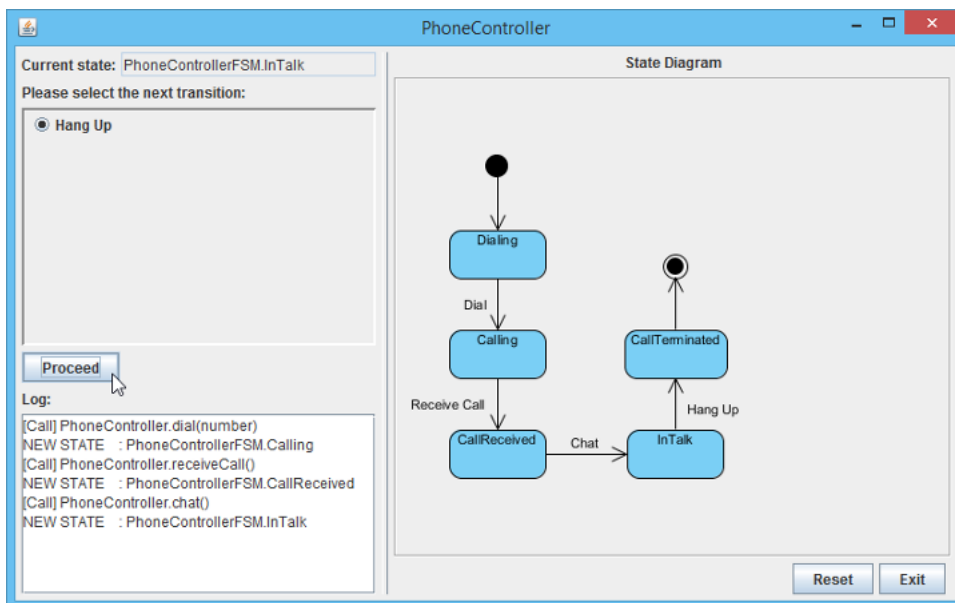 PhoneController
Current state: PhoneControllerFSM.InTalk
Please select the next transition:
Hang Up
Proceed
Log:
[Call] PhoneController.dial(number)
NEW STATE : PhoneControllerFSM.Calling
[Call] PhoneController.receiveCall()
NEW STATE : PhoneControllerFSM.CallReceived
[Call] PhoneController.chat()
NEW STATE : PhoneControllerFSM.InTalk
State Diagram
Dialing
Dial
Calling
Receive Call
CallReceived
Chat
InTalk
Hang Up
CallTerminated
Reset
Exit